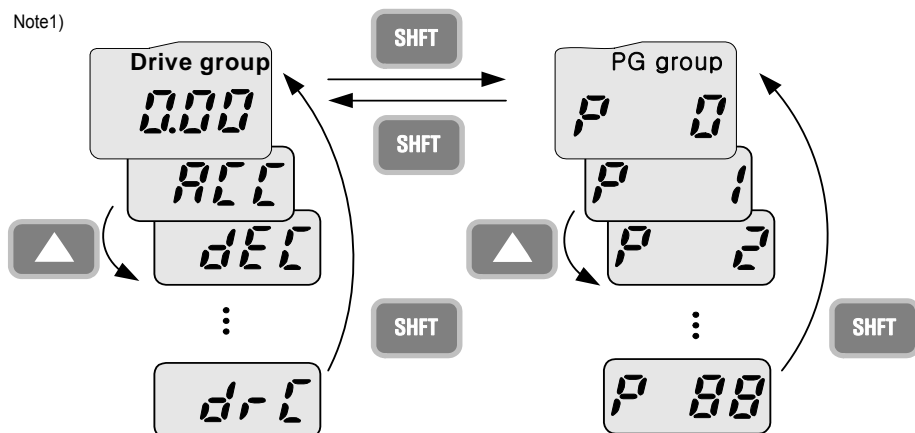 Note1)
SHFT
Drive group
PG group
0.00
P 0
SHFT
ACC
P 1
dEC
P 2
SHFT
SHFT
drC
P 88